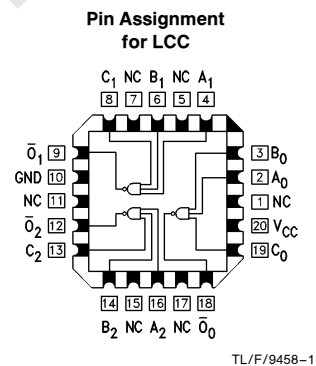 Pin Assignment
for LCC
C1 NC B1 NC A1
8 7 6 5 4
Ō1 9
GND 10
NC 11
Ō2 12
C2 13
3 B0
2 A0
1 NC
20 VCC
19 C0
14 15 16 17 18
B2 NC A2 NC Ō0
TL/F/9458–1